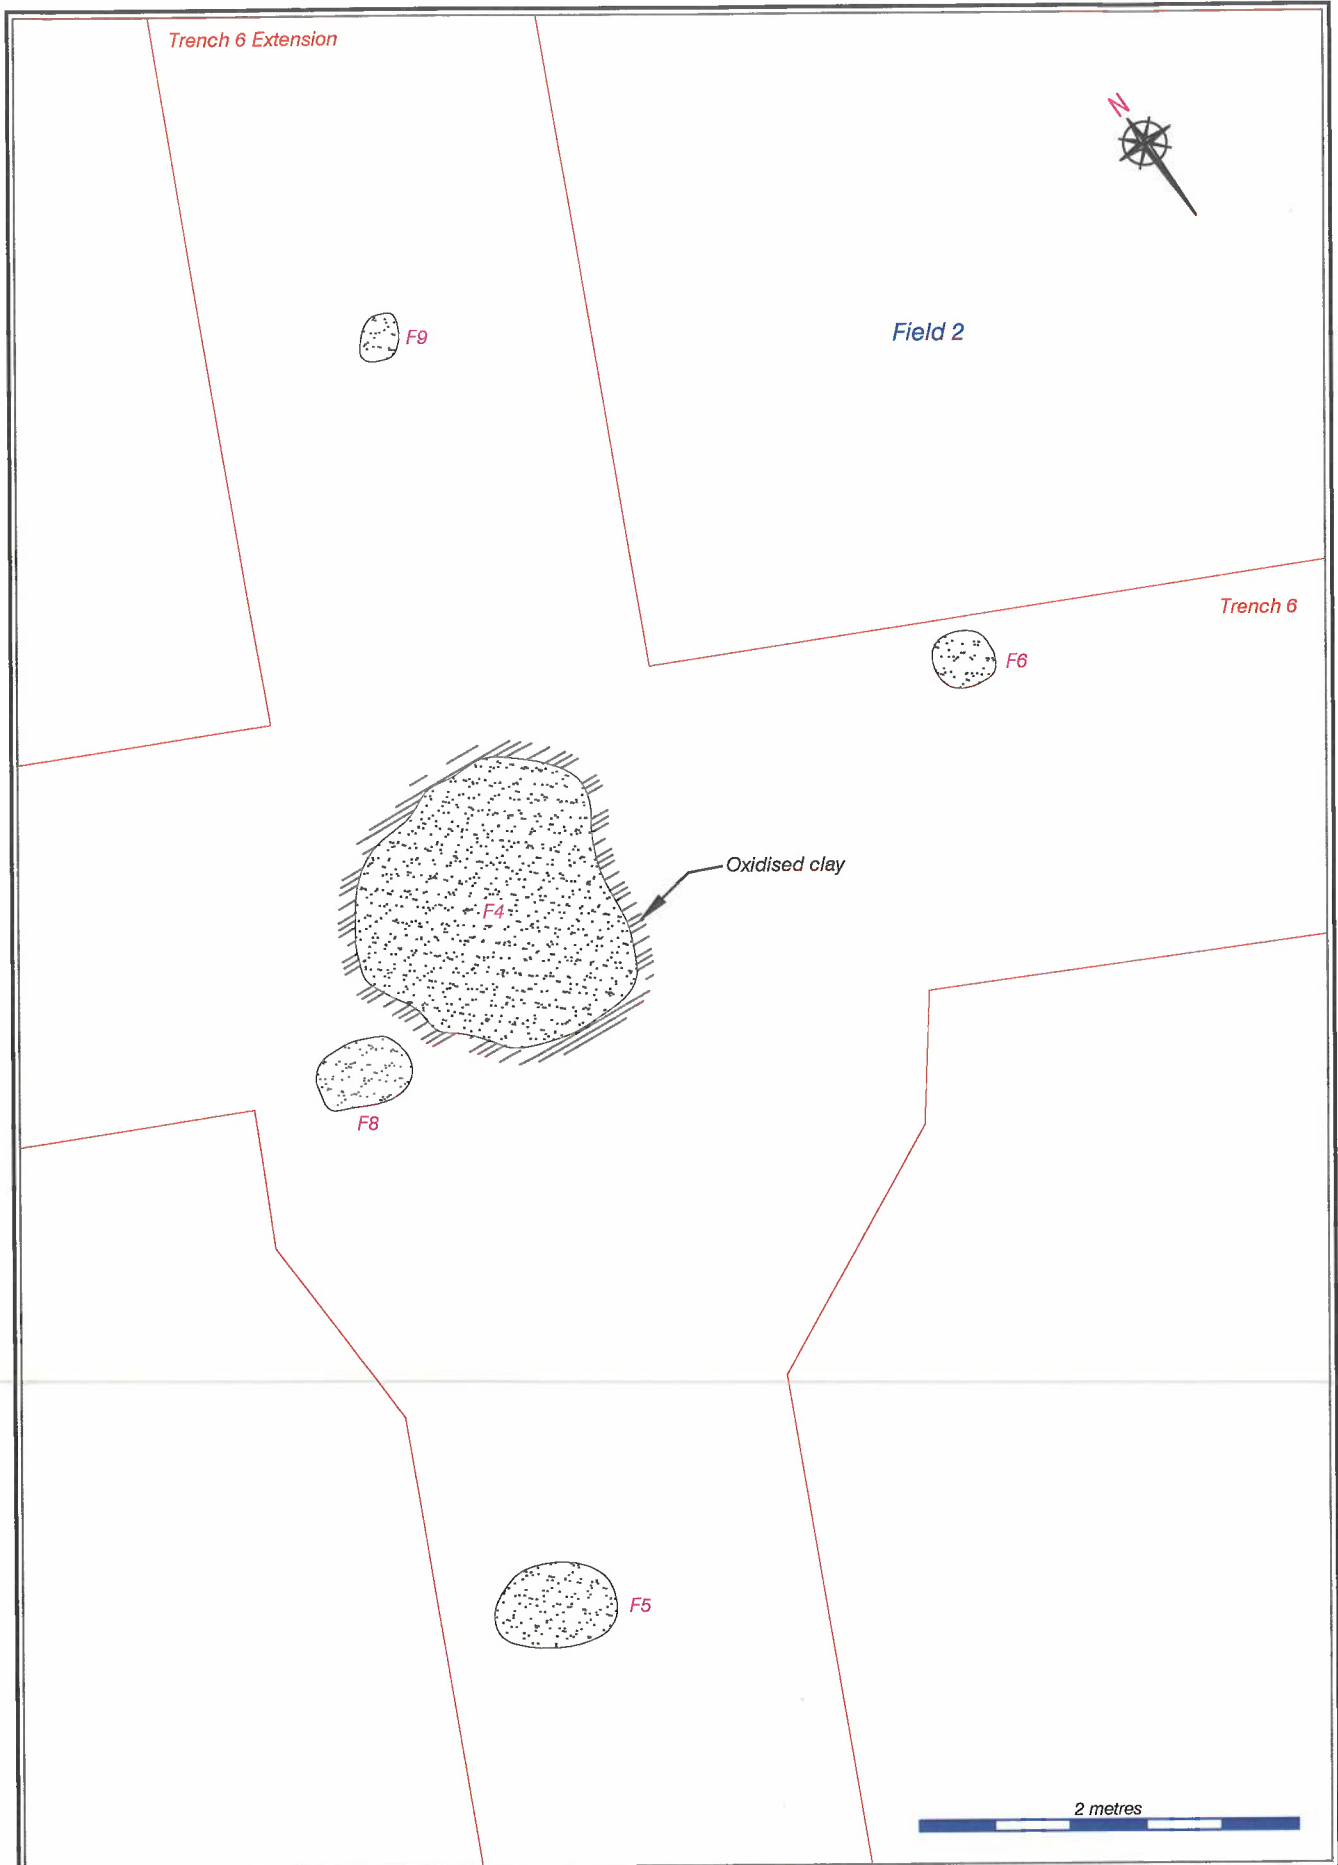 Trench 6 Extension
N
F9
Field 2
Trench 6
F6
Oxidised clay
F4
F8
F5
2 metres